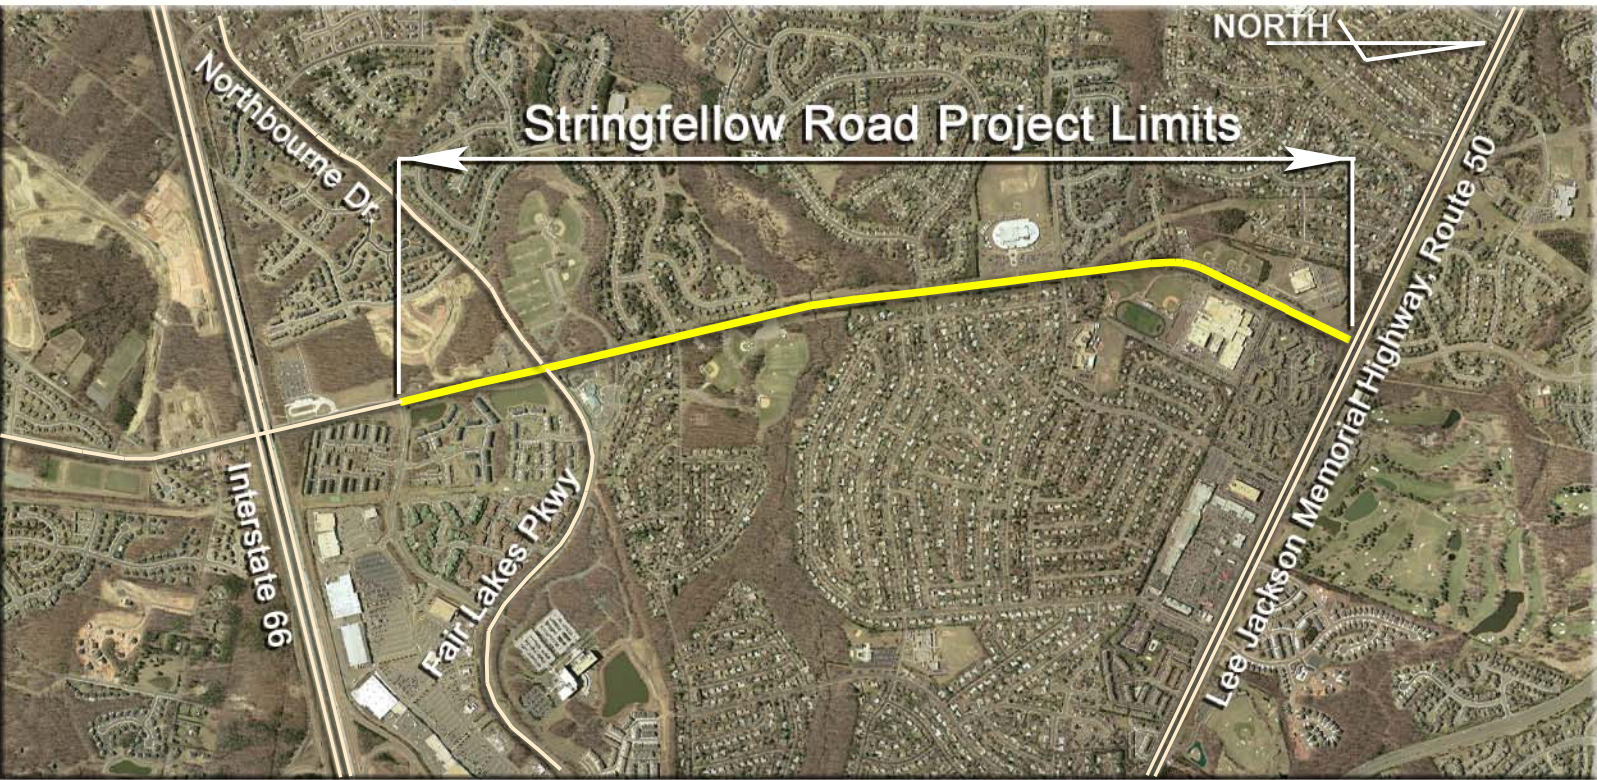 NORTH
Northbourne Dr.
Stringfellow Road Project Limits
Lee Jackson Memorial Highway, Route 50
Interstate 66
Fair Lakes Pkwy